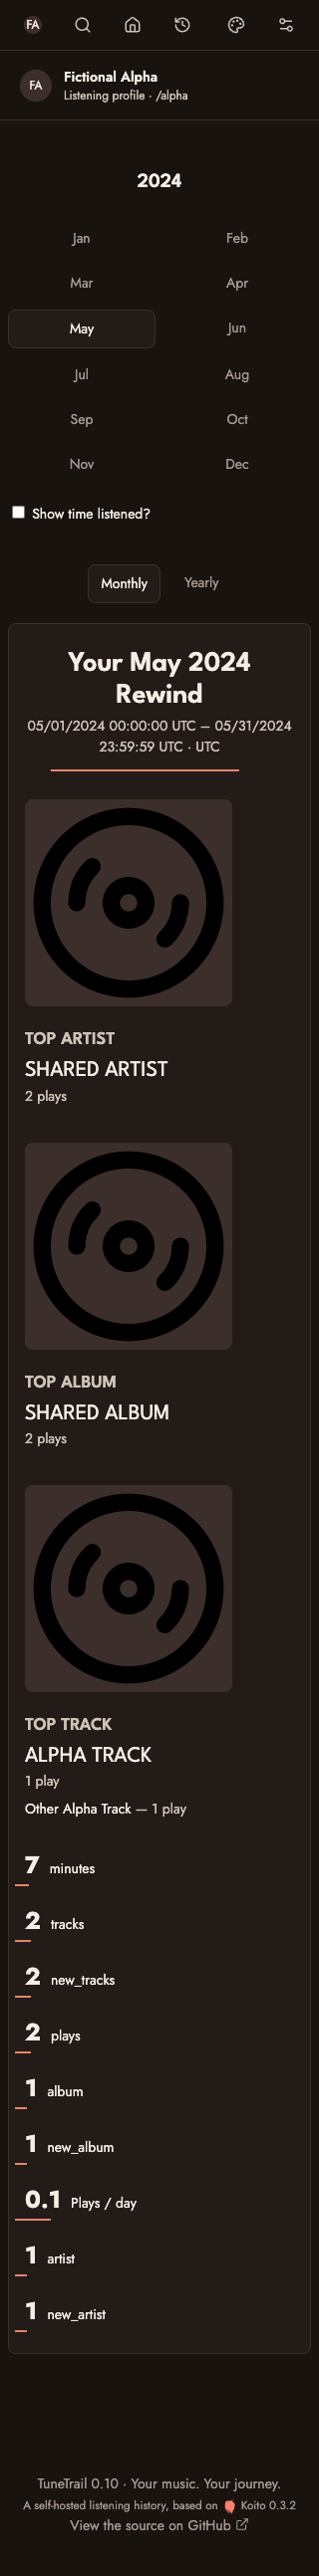 FA
FA
Fictional Alpha
Listening profile · /alpha
2024
Jan Feb
Mar Apr
May Jun
Jul Aug
Sep Oct
Nov Dec
Show time listened?
Monthly Yearly
Your May 2024
Rewind
05/01/2024 00:00:00 UTC – 05/31/2024
23:59:59 UTC · UTC
TOP ARTIST
SHARED ARTIST
2 plays
TOP ALBUM
SHARED ALBUM
2 plays
TOP TRACK
ALPHA TRACK
1 play
Other Alpha Track — 1 play
7 minutes
2 tracks
2 new_tracks
2 plays
1 album
1 new_album
0.1 Plays / day
1 artist
1 new_artist
TuneTrail 0.10 · Your music. Your journey.
A self-hosted listening history, based on Koito 0.3.2
View the source on GitHub